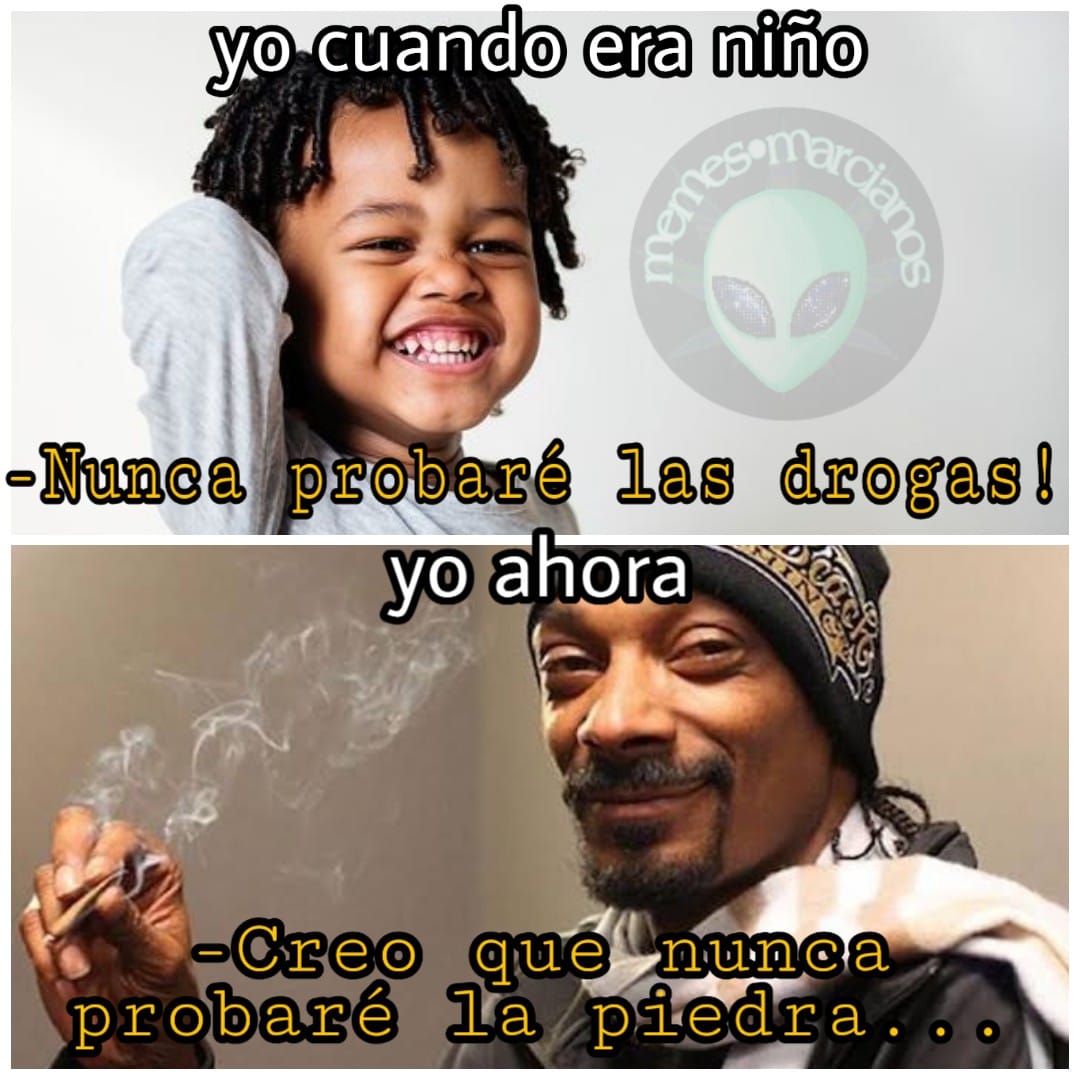 yo cuando era niño
memes•marcianos
-Nunca probaré las drogas!
yo ahora
-Creo que nunca
probaré la piedra...